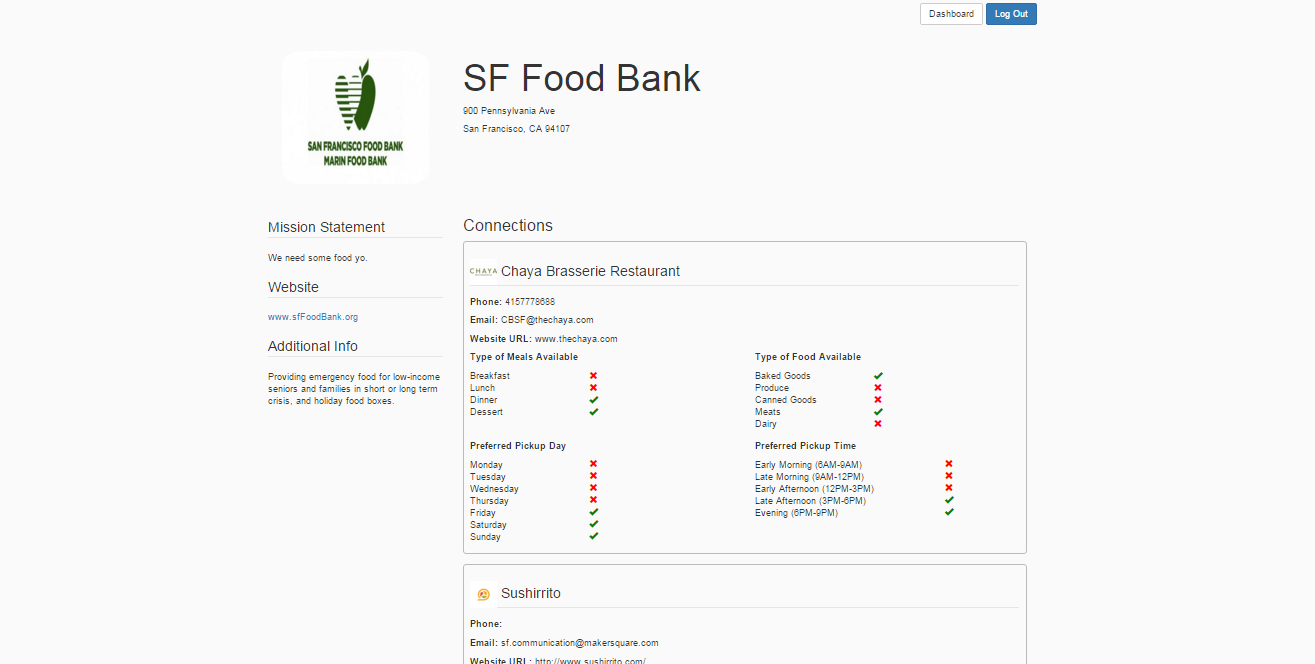 Dashboard
Log Out
SAN FRANCISCO FOOD BANK
MARIN FOOD BANK
SF Food Bank
900 Pennsylvania Ave
San Francisco, CA 94107
Mission Statement
We need some food yo.
Website
www.sfFoodBank.org
Additional Info
Providing emergency food for low-income
seniors and families in short or long term
crisis, and holiday food boxes.
Connections
CHAYA
Chaya Brasserie Restaurant
Phone: 4157778688
Email: CBSF@thechaya.com
Website URL: www.thechaya.com
Type of Meals Available
Breakfast
Lunch
Dinner
Dessert
Type of Food Available
Baked Goods
Produce
Canned Goods
Meats
Dairy
Preferred Pickup Day
Monday
Tuesday
Wednesday
Thursday
Friday
Saturday
Sunday
Preferred Pickup Time
Early Morning (6AM-9AM)
Late Morning (9AM-12PM)
Early Afternoon (12PM-3PM)
Late Afternoon (3PM-6PM)
Evening (6PM-9PM)
Sushirrito
Phone:
Email: sf.communication@makersquare.com
Website URL: http://www.sushirrito.com/